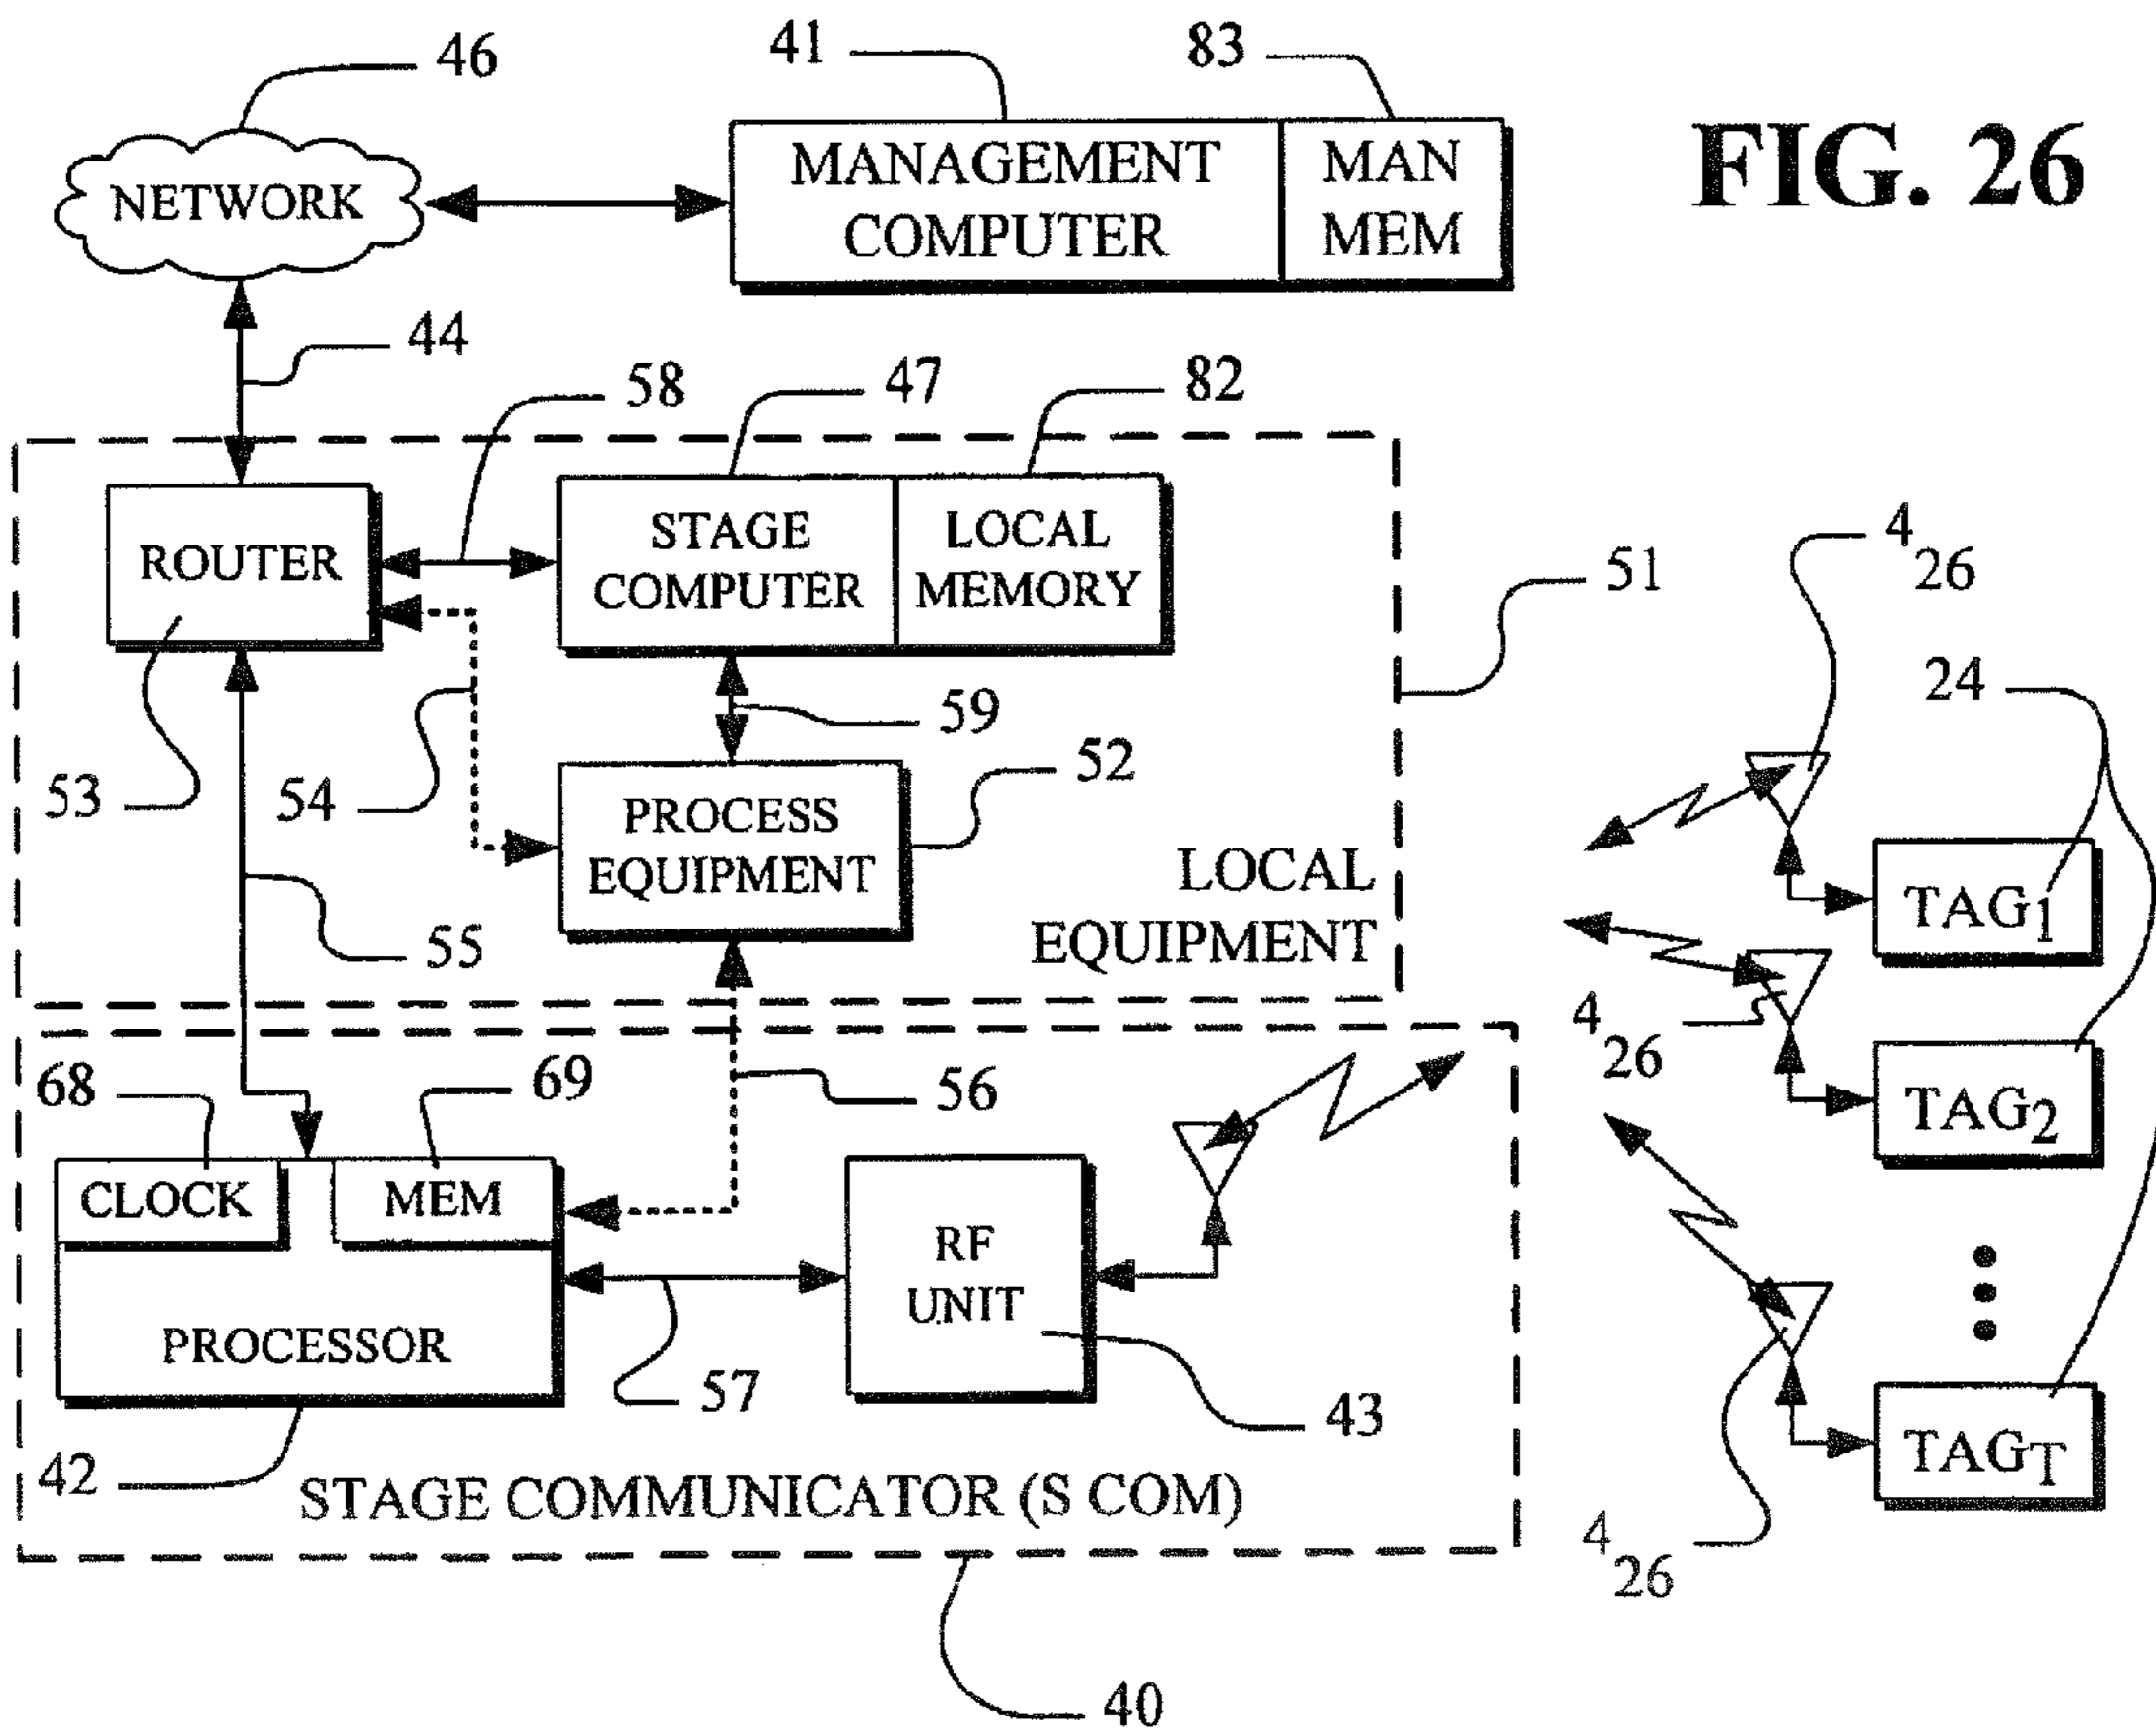 46
41
83
FIG. 26
NETWORK
MANAGEMENT
COMPUTER
MAN
MEM
44
58
47
82
ROUTER
STAGE
COMPUTER
LOCAL
MEMORY
4
26
51
24
59
53
54
52
PROCESS
EQUIPMENT
LOCAL
EQUIPMENT
55
TAG1
4
26
TAG2
68
69
56
CLOCK
MEM
RF
UNIT
PROCESSOR
57
43
42
STAGE COMMUNICATOR (S COM)
TAGT
4
26
40